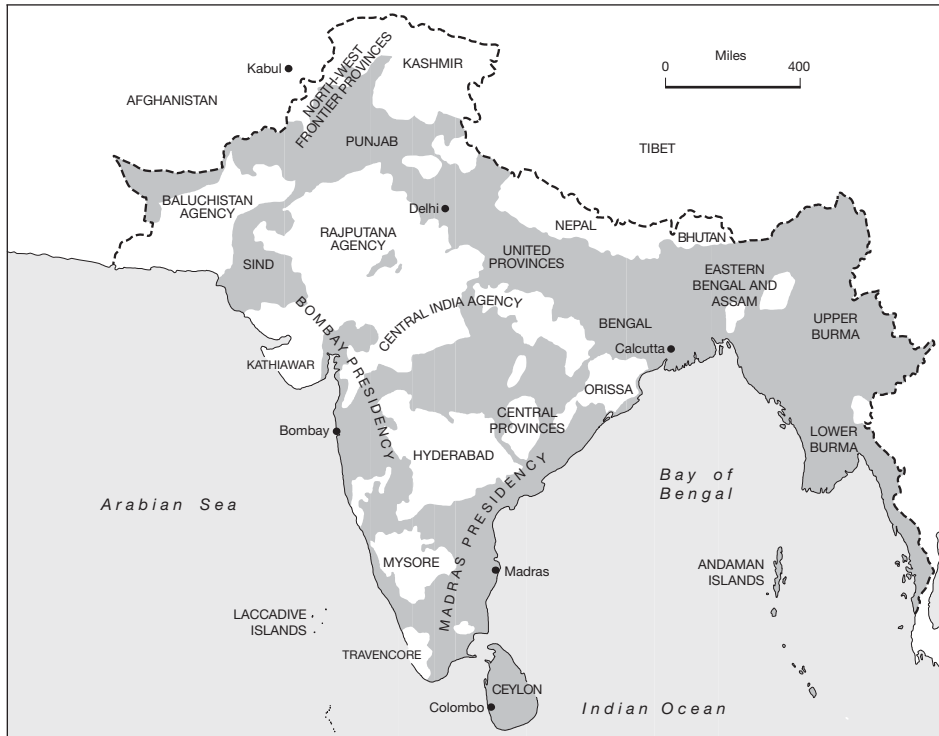 Miles
0 400
Kabul
NORTH-WEST
FRONTIER PROVINCES
KASHMIR
AFGHANISTAN
PUNJAB
TIBET
BALUCHISTAN
AGENCY
Delhi
RAJPUTANA
AGENCY
NEPAL
BHUTAN
SIND
UNITED
PROVINCES
EASTERN
BENGAL AND
ASSAM
CENTRAL INDIA AGENCY
BOMBAY PRESIDENCY
BENGAL
UPPER
BURMA
Calcutta
KATHIAWAR
ORISSA
CENTRAL
PROVINCES
Bombay
HYDERABAD
LOWER
BURMA
Arabian Sea
Bay of
Bengal
MADRAS PRESIDENCY
MYSORE
Madras
ANDAMAN
ISLANDS
LACCADIVE
ISLANDS
TRAVENCORE
CEYLON
Colombo
Indian Ocean